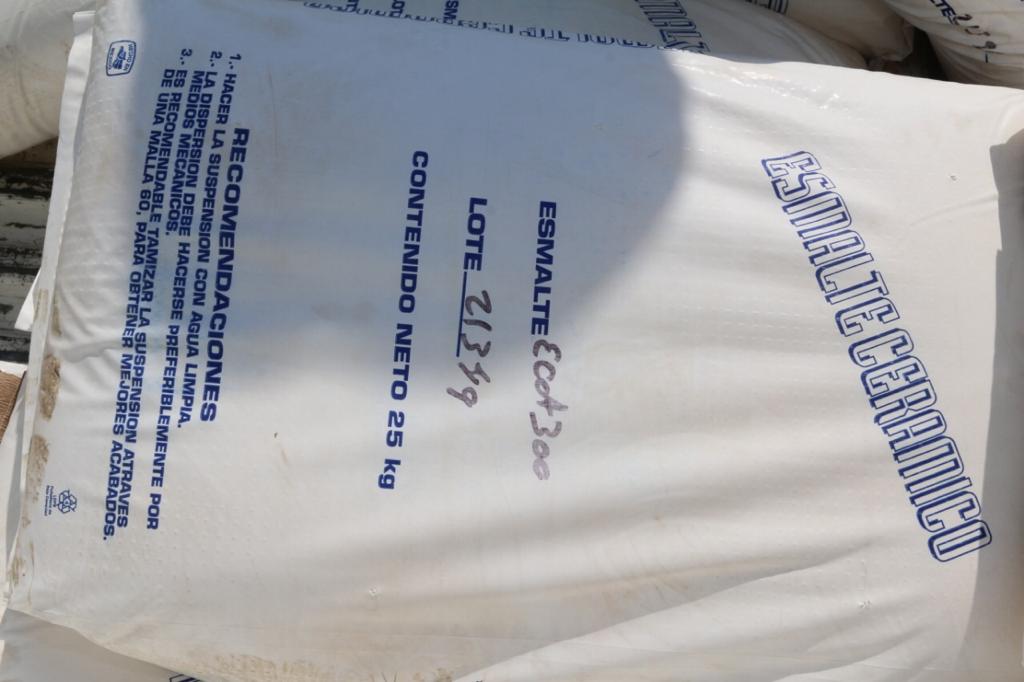 ESMALTE CERAMICO
ESMALTE ECOA 300
LOTE
CONTENIDO NETO 25 kg
RECOMENDACIONES
1.- HACER LA SUSPENSION CON AGUA LIMPIA.
2.- LA DISPERSION DEBE HACERSE PREFERIBLEMENTE POR
MEDIOS MECANICOS.
3.- ES RECOMENDABLE TAMIZAR LA SUSPENSION ATRAVES
DE UNA MALLA 60, PARA OBTENER MEJORES ACABADOS.